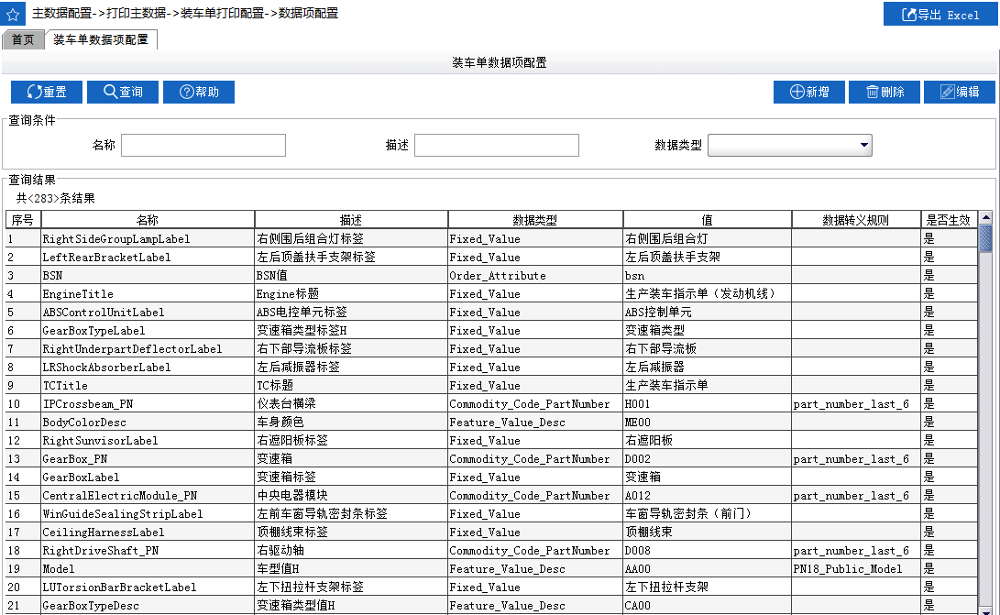 主数据配置->打印主数据->装车单打印配置->数据项配置
导出 Excel
首页 装车单数据项配置
装车单数据项配置
重置 查询 帮助 新增 删除 编辑
查询条件
名称 描述 数据类型
查询结果
共<283>条结果
序号 名称 描述 数据类型 值 数据转义规则 是否生效
1 RightSideGroupLampLabel 右侧围后组合灯标签 Fixed_Value 右侧围后组合灯 是
2 LeftRearBracketLabel 左后顶盖扶手支架标签 Fixed_Value 左后顶盖扶手支架 是
3 BSN BSN值 Order_Attribute bsn 是
4 EngineTitle Engine标题 Fixed_Value 生产装车指示单（发动机线） 是
5 ABSControlUnitLabel ABS电控单元标签 Fixed_Value ABS控制单元 是
6 GearBoxTypeLabel 变速箱类型标签H Fixed_Value 变速箱类型 是
7 RightUnderpartDeflectorLabel 右下部导流板标签 Fixed_Value 右下部导流板 是
8 LRShockAbsorberLabel 左后减振器标签 Fixed_Value 左后减振器 是
9 TCTitle TC标题 Fixed_Value 生产装车指示单 是
10 IPCrossbeam_PN 仪表台横梁 Commodity_Code_PartNumber H001 part_number_last_6 是
11 BodyColorDesc 车身颜色 Feature_Value_Desc ME00 是
12 RightSunvisorLabel 右遮阳板标签 Fixed_Value 右遮阳板 是
13 GearBox_PN 变速箱 Commodity_Code_PartNumber D002 part_number_last_6 是
14 GearBoxLabel 变速箱标签 Fixed_Value 变速箱 是
15 CentralElectricModule_PN 中央电器模块 Commodity_Code_PartNumber A012 part_number_last_6 是
16 WinGuideSealingStripLabel 左前车窗导轨密封条标签 Fixed_Value 车窗导轨密封条（前门） 是
17 CeilingHarnessLabel 顶棚线束标签 Fixed_Value 顶棚线束 是
18 RightDriveShaft_PN 右驱动轴 Commodity_Code_PartNumber D008 part_number_last_6 是
19 Model 车型值H Feature_Value_Desc AA00 PN18_Public_Model 是
20 LUTorsionBarBracketLabel 左下扭拉杆支架标签 Fixed_Value 左下扭拉杆支架 是
21 GearBoxTypeDesc 变速箱类型值H Feature_Value_Desc CA00 是